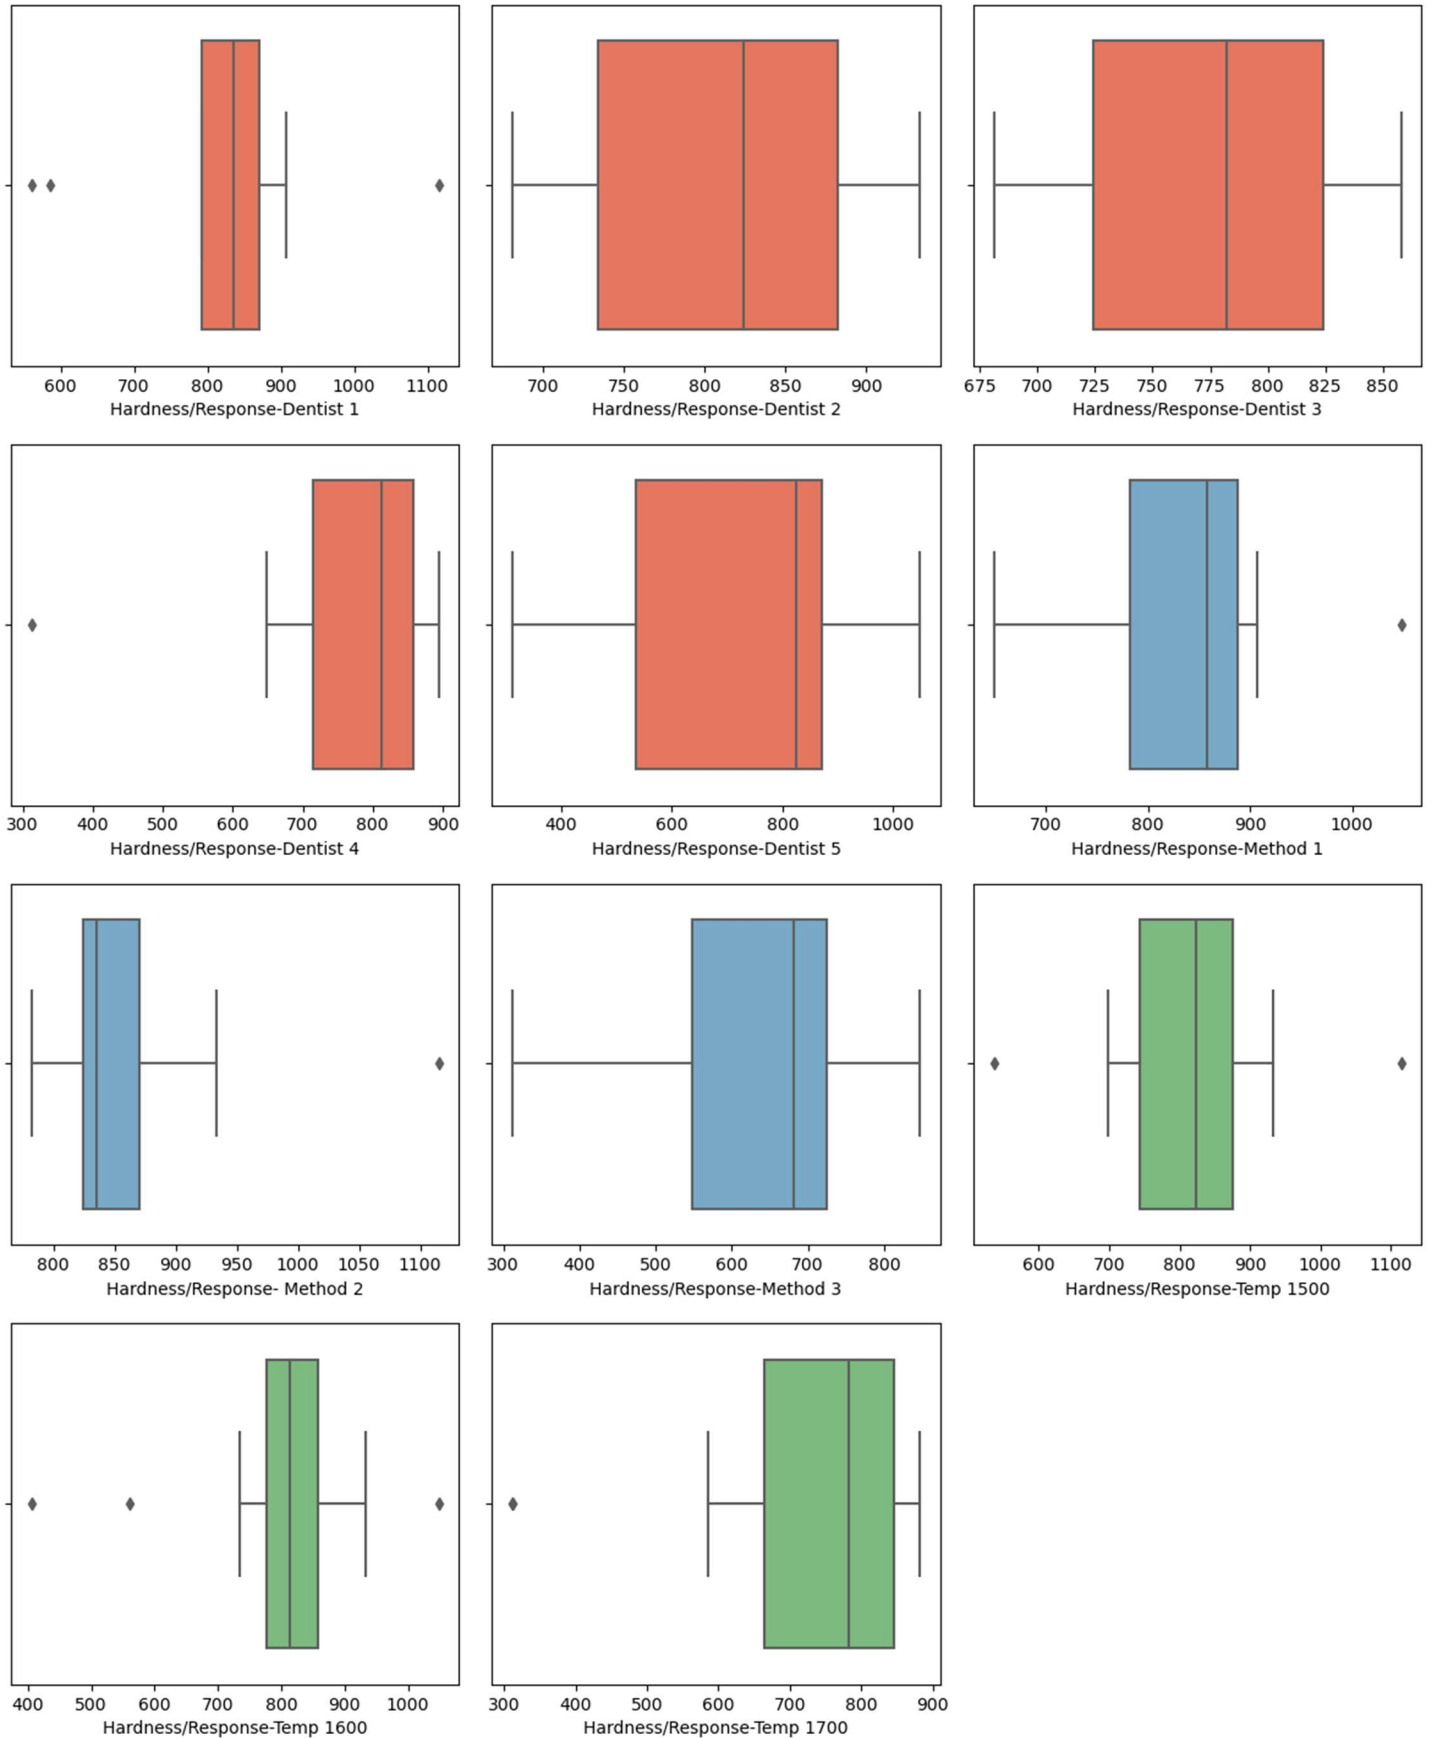 600 700 800 900 1000 1100
Hardness/Response-Dentist 1
700 750 800 850 900
Hardness/Response-Dentist 2
675 700 725 750 775 800 825 850
Hardness/Response-Dentist 3
300 400 500 600 700 800 900
Hardness/Response-Dentist 4
400 600 800 1000
Hardness/Response-Dentist 5
700 800 900 1000
Hardness/Response-Method 1
800 850 900 950 1000 1050 1100
Hardness/Response- Method 2
300 400 500 600 700 800
Hardness/Response-Method 3
600 700 800 900 1000 1100
Hardness/Response-Temp 1500
400 500 600 700 800 900 1000
Hardness/Response-Temp 1600
300 400 500 600 700 800 900
Hardness/Response-Temp 1700